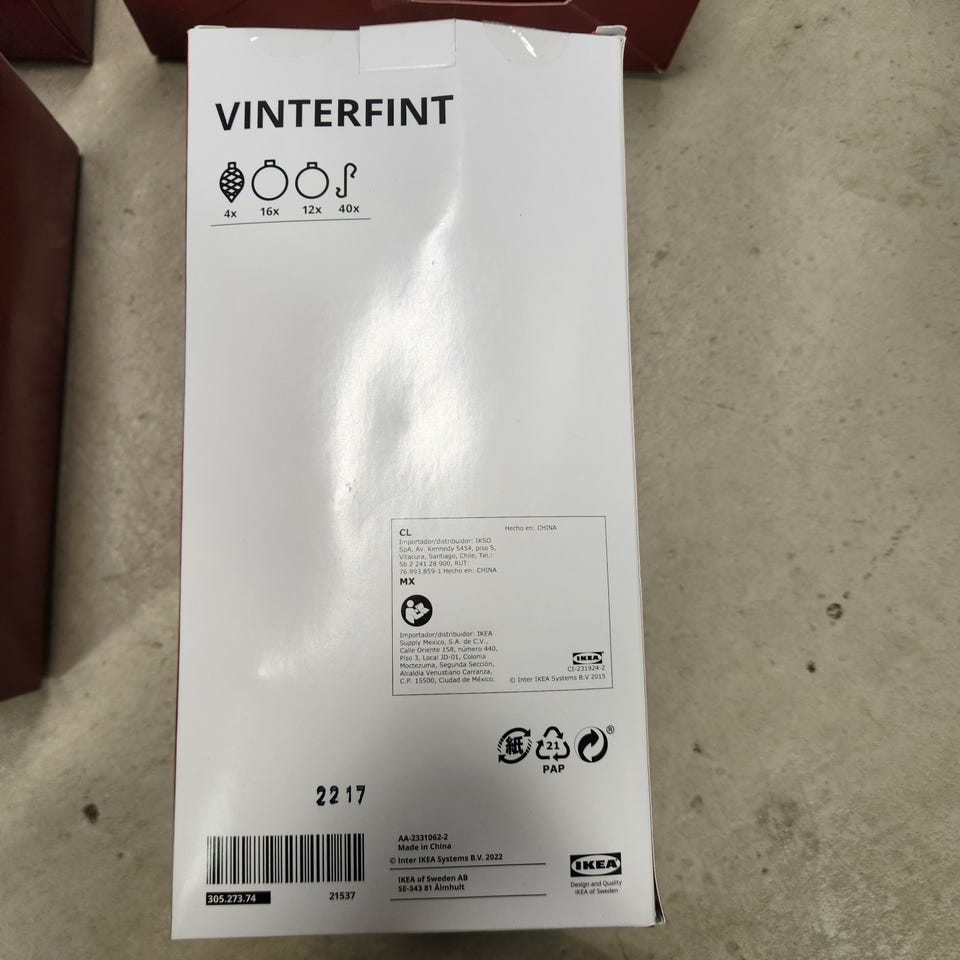 VINTERFINT
4x 16x 12x 40x
CL
Importador/distribuidor: IKSO
SpA, Av. Kennedy 5454, piso 5,
Vitacura, Santiago, Chile, Tel.:
56 2 241 28 900, RUT:
76.993.859-1 Hecho en: CHINA
MX
Importador/distribuidor: IKEA
Supply Mexico, S.A. de C.V.,
Calle Oriente 158, número 440,
Piso 3, Local JD-01, Colonia
Moctezuma, Segunda Sección,
Alcaldía Venustiano Carranza,
C.P. 15500, Ciudad de México.
Hecho en: CHINA
IKEA
CI-231924-2
© Inter IKEA Systems B.V 2015
紙
21
PAP
®
2217
305.273.74
21537
AA-2331062-2
Made in China
© Inter IKEA Systems B.V. 2022
IKEA of Sweden AB
SE-343 81 Älmhult
IKEA
Design and Quality
IKEA of Sweden